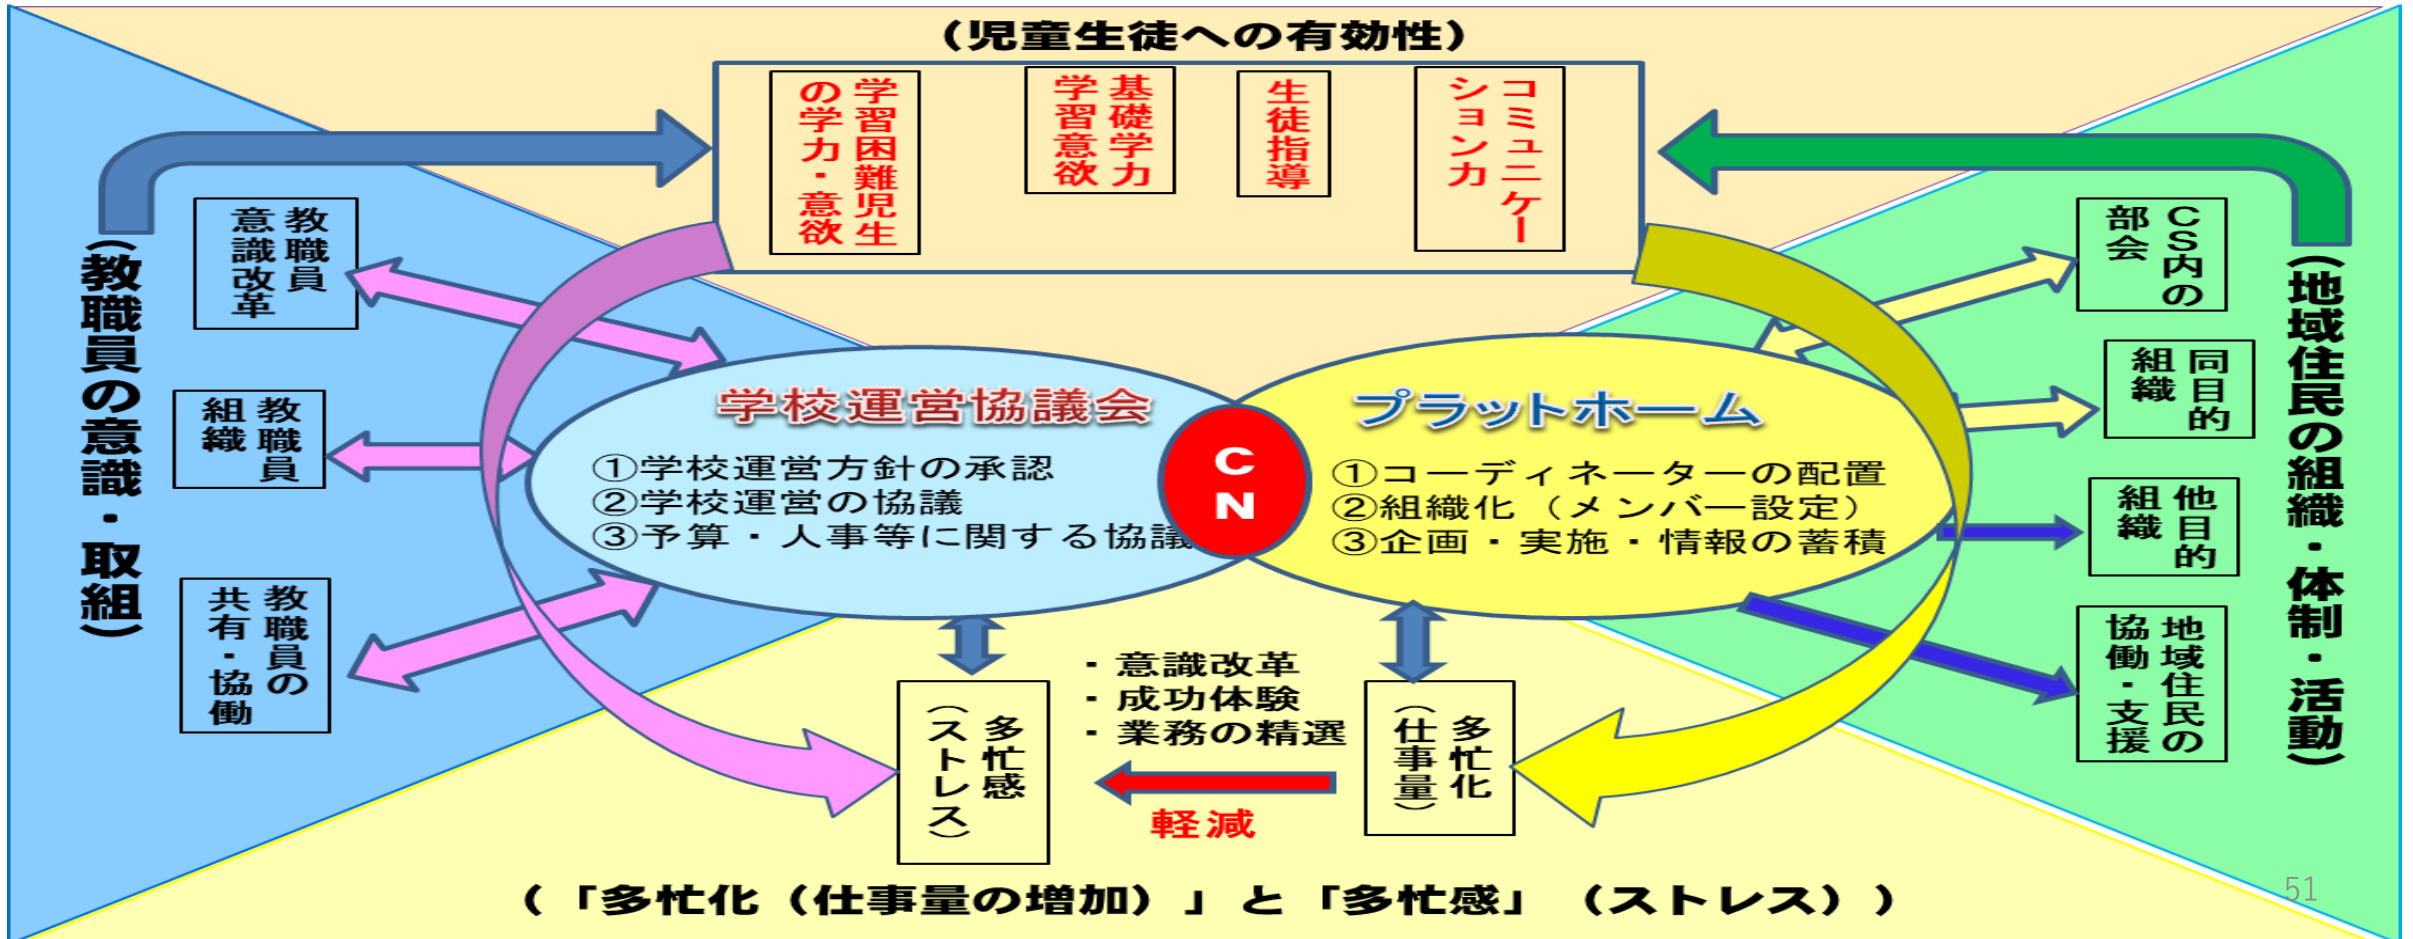 （児童生徒への有効性）
学習困難児生
の学力・意欲
基礎学力
学習意欲
生徒指導
コミュニケー
ション力
（教職員の意識・取組）
教職員
意識改革
教職員
組織
教職員の
共有・協働
学校運営協議会
①学校運営方針の承認
②学校運営の協議
③予算・人事等に関する協議
C
N
プラットホーム
①コーディネーターの配置
②組織化（メンバー設定）
③企画・実施・情報の蓄積
CS内の
部会
同目的
組織
他目的
組織
地域住民の
協働・支援
（地域住民の組織・体制・活動）
多忙感
（ストレス）
・意識改革
・成功体験
・業務の精選
軽減
多忙化
（仕事量）
（「多忙化（仕事量の増加）」と「多忙感」（ストレス））
51